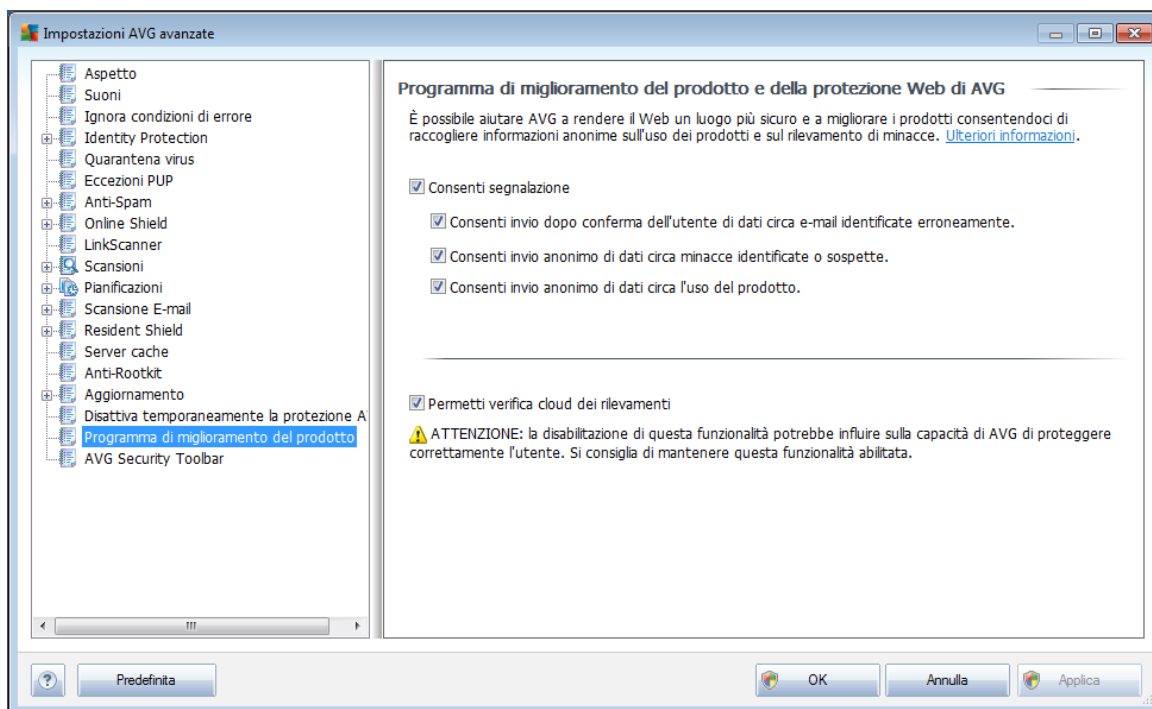 Impostazioni AVG avanzate
Aspetto
Suoni
Ignora condizioni di errore
Identity Protection
Quarantena virus
Eccezioni PUP
Anti-Spam
Online Shield
LinkScanner
Scansioni
Pianificazioni
Scansione E-mail
Resident Shield
Server cache
Anti-Rootkit
Aggiornamento
Disattiva temporaneamente la protezione A
Programma di miglioramento del prodotto
AVG Security Toolbar
Programma di miglioramento del prodotto e della protezione Web di AVG
È possibile aiutare AVG a rendere il Web un luogo più sicuro e a migliorare i prodotti consentendoci di
raccogliere informazioni anonime sull'uso dei prodotti e sul rilevamento di minacce. Ulteriori informazioni.
Consenti segnalazione
Consenti invio dopo conferma dell'utente di dati circa e-mail identificate erroneamente.
Consenti invio anonimo di dati circa minacce identificate o sospette.
Consenti invio anonimo di dati circa l'uso del prodotto.
Permetti verifica cloud dei rilevamenti
ATTENZIONE: la disabilitazione di questa funzionalità potrebbe influire sulla capacità di AVG di proteggere
correttamente l'utente. Si consiglia di mantenere questa funzionalità abilitata.
? Predefinita OK Annulla Applica